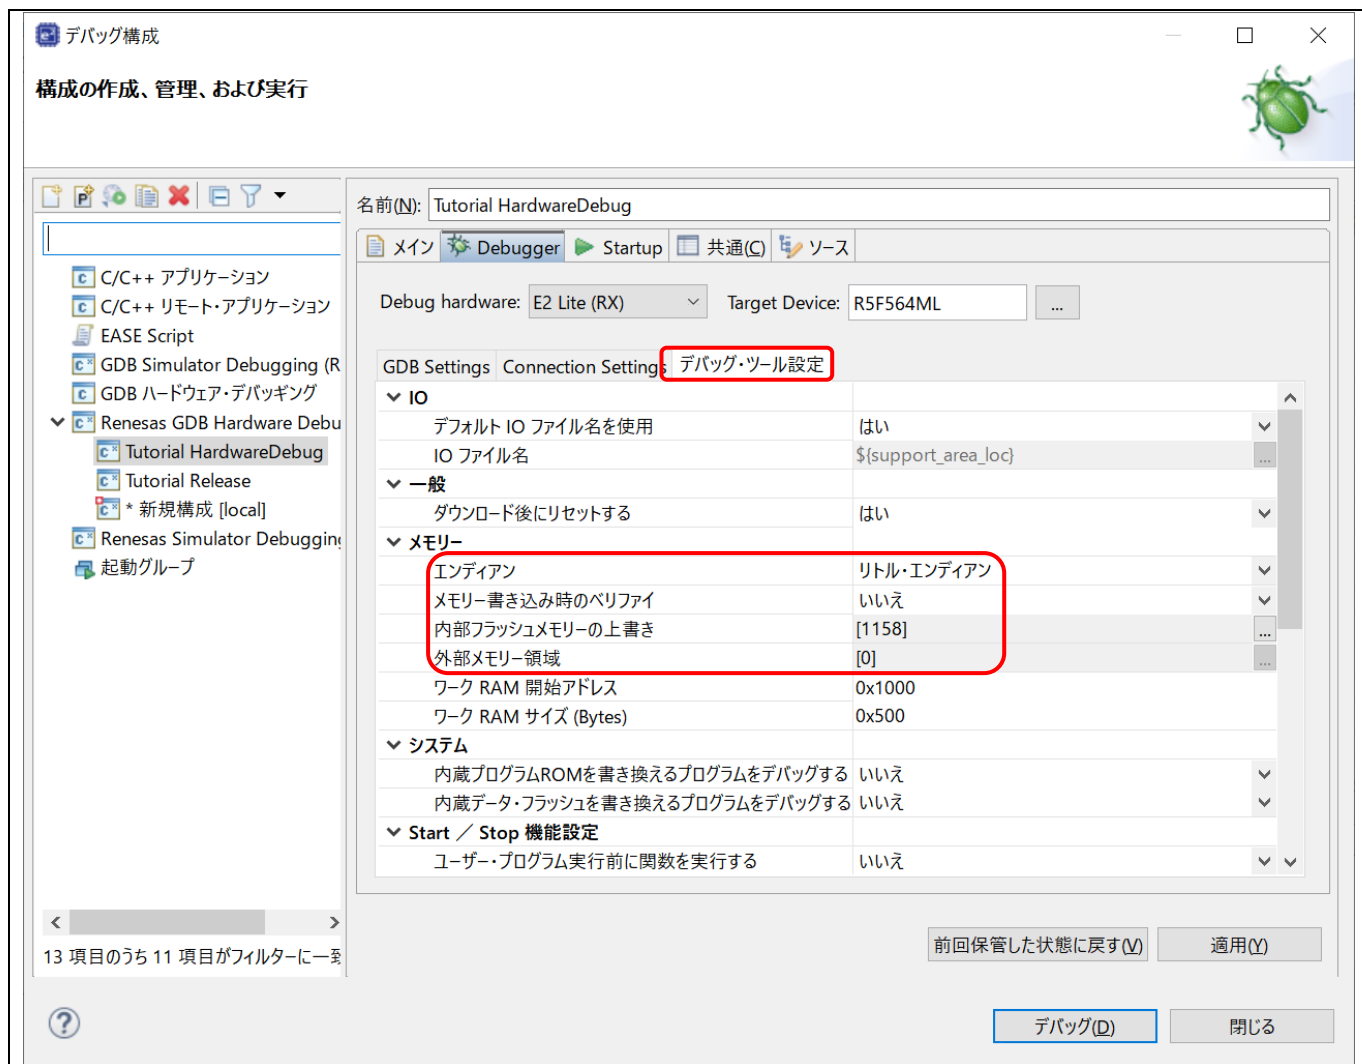 デバッグ構成
構成の作成、管理、および実行
名前(N): Tutorial HardwareDebug
メイン Debugger Startup 共通(C) ソース
C/C++ アプリケーション
C/C++ リモート・アプリケーション
EASE Script
GDB Simulator Debugging (R
GDB ハードウェア・デバッギング
Renesas GDB Hardware Debu
Tutorial HardwareDebug
Tutorial Release
* 新規構成 [local]
Renesas Simulator Debugging
起動グループ
13 項目のうち 11 項目がフィルターに一致
Debug hardware: E2 Lite (RX) Target Device: R5F564ML ...
GDB Settings Connection Settings デバッグ・ツール設定
IO
デフォルト IO ファイル名を使用 はい
IO ファイル名 ${support_area_loc} ...
一般
ダウンロード後にリセットする はい
メモリー
エンディアン リトル・エンディアン
メモリー書き込み時のベリファイ いいえ
内部フラッシュメモリーの上書き [1158] ...
外部メモリー領域 [0] ...
ワーク RAM 開始アドレス 0x1000
ワーク RAM サイズ (Bytes) 0x500
システム
内蔵プログラムROMを書き換えるプログラムをデバッグする いいえ
内蔵データ・フラッシュを書き換えるプログラムをデバッグする いいえ
Start ／ Stop 機能設定
ユーザー・プログラム実行前に関数を実行する いいえ
前回保管した状態に戻す(V) 適用(Y)
デバッグ(D) 閉じる